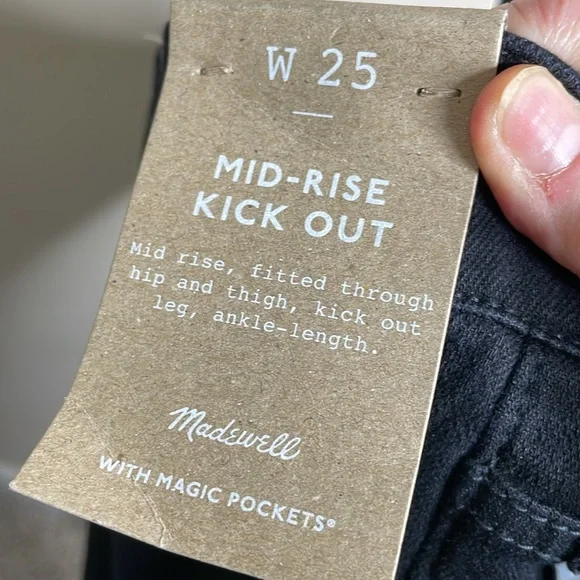 W 25
MID-RISE
KICK OUT
Mid rise, fitted through
hip and thigh, kick out
leg, ankle-length.
Madewell
WITH MAGIC POCKETS®